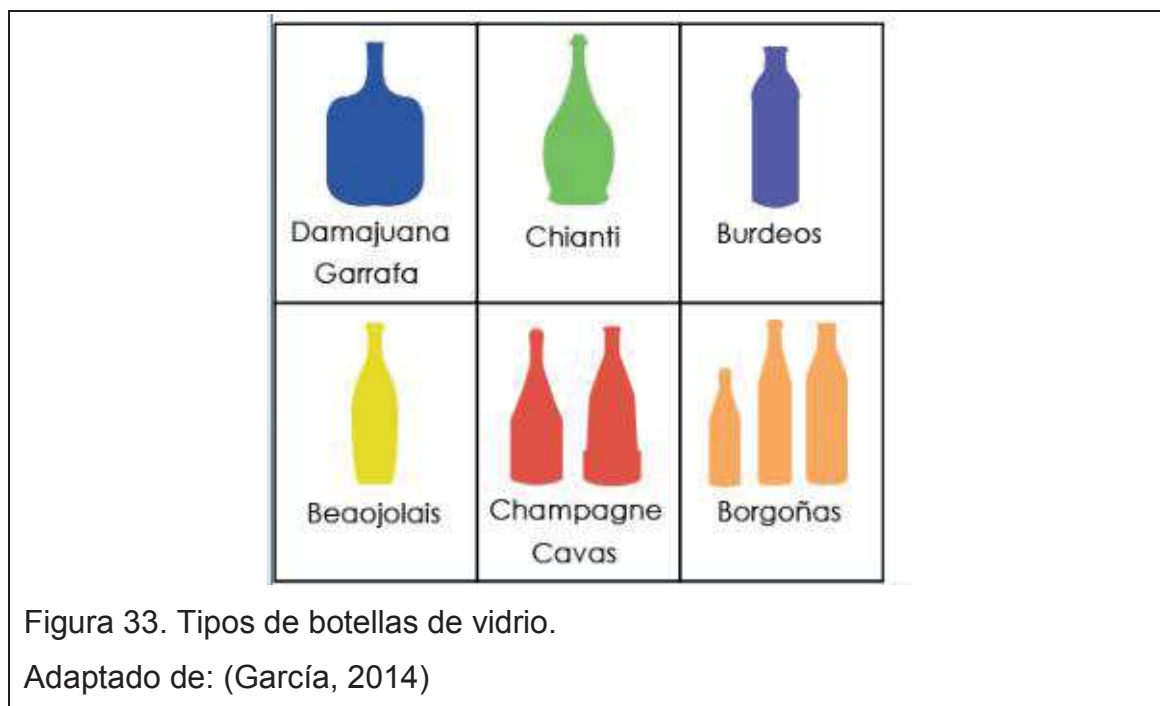 Damajuana
Garrafa
Chianti
Burdeos
Beaojolais
Champagne
Cavas
Borgoñas
Figura 33. Tipos de botellas de vidrio.
Adaptado de: (García, 2014)